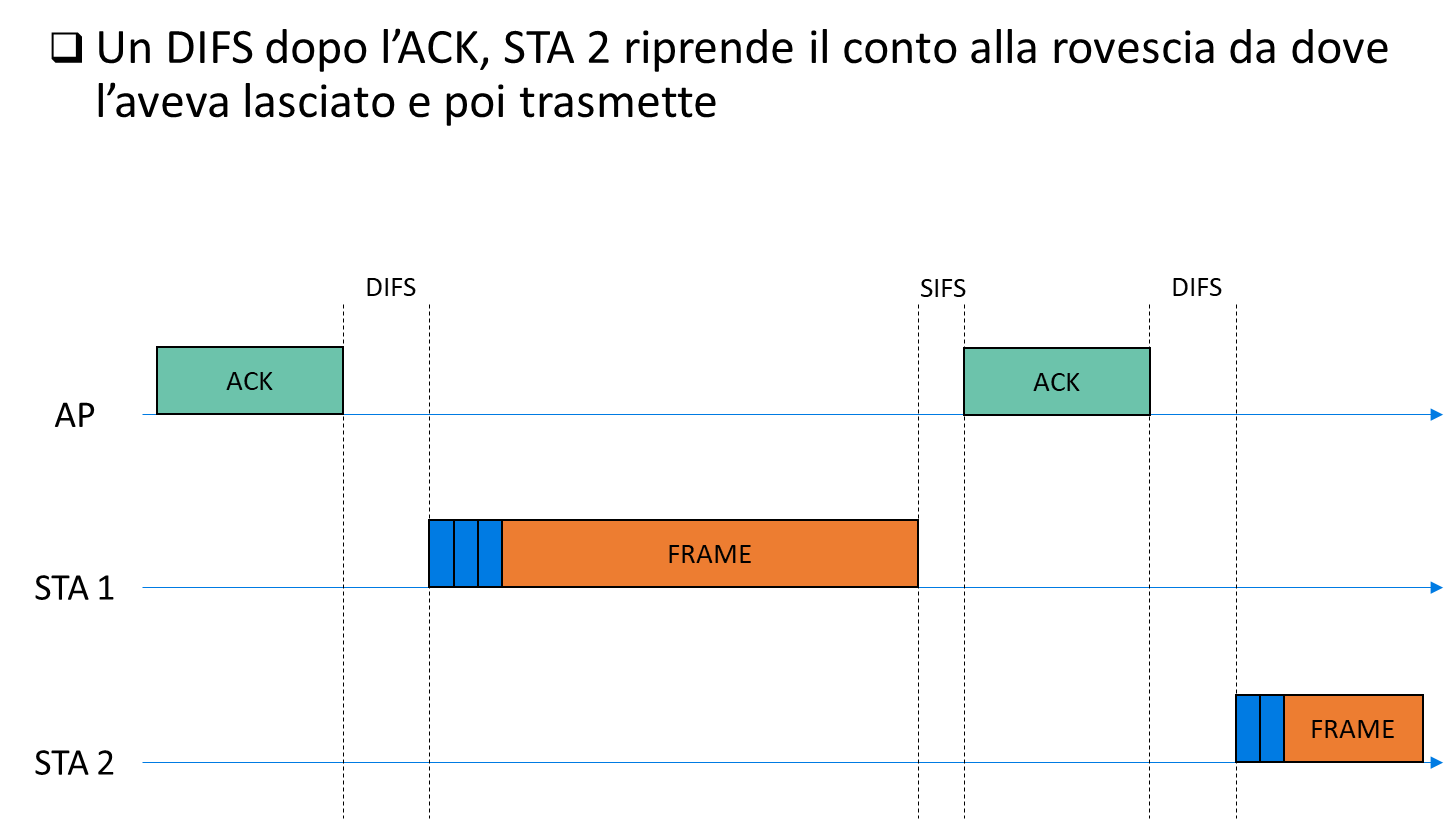 ❑ Un DIFS dopo l’ACK, STA 2 riprende il conto alla rovescia da dove
l’aveva lasciato e poi trasmette
DIFS
SIFS
DIFS
ACK
ACK
AP
FRAME
STA 1
FRAME
STA 2